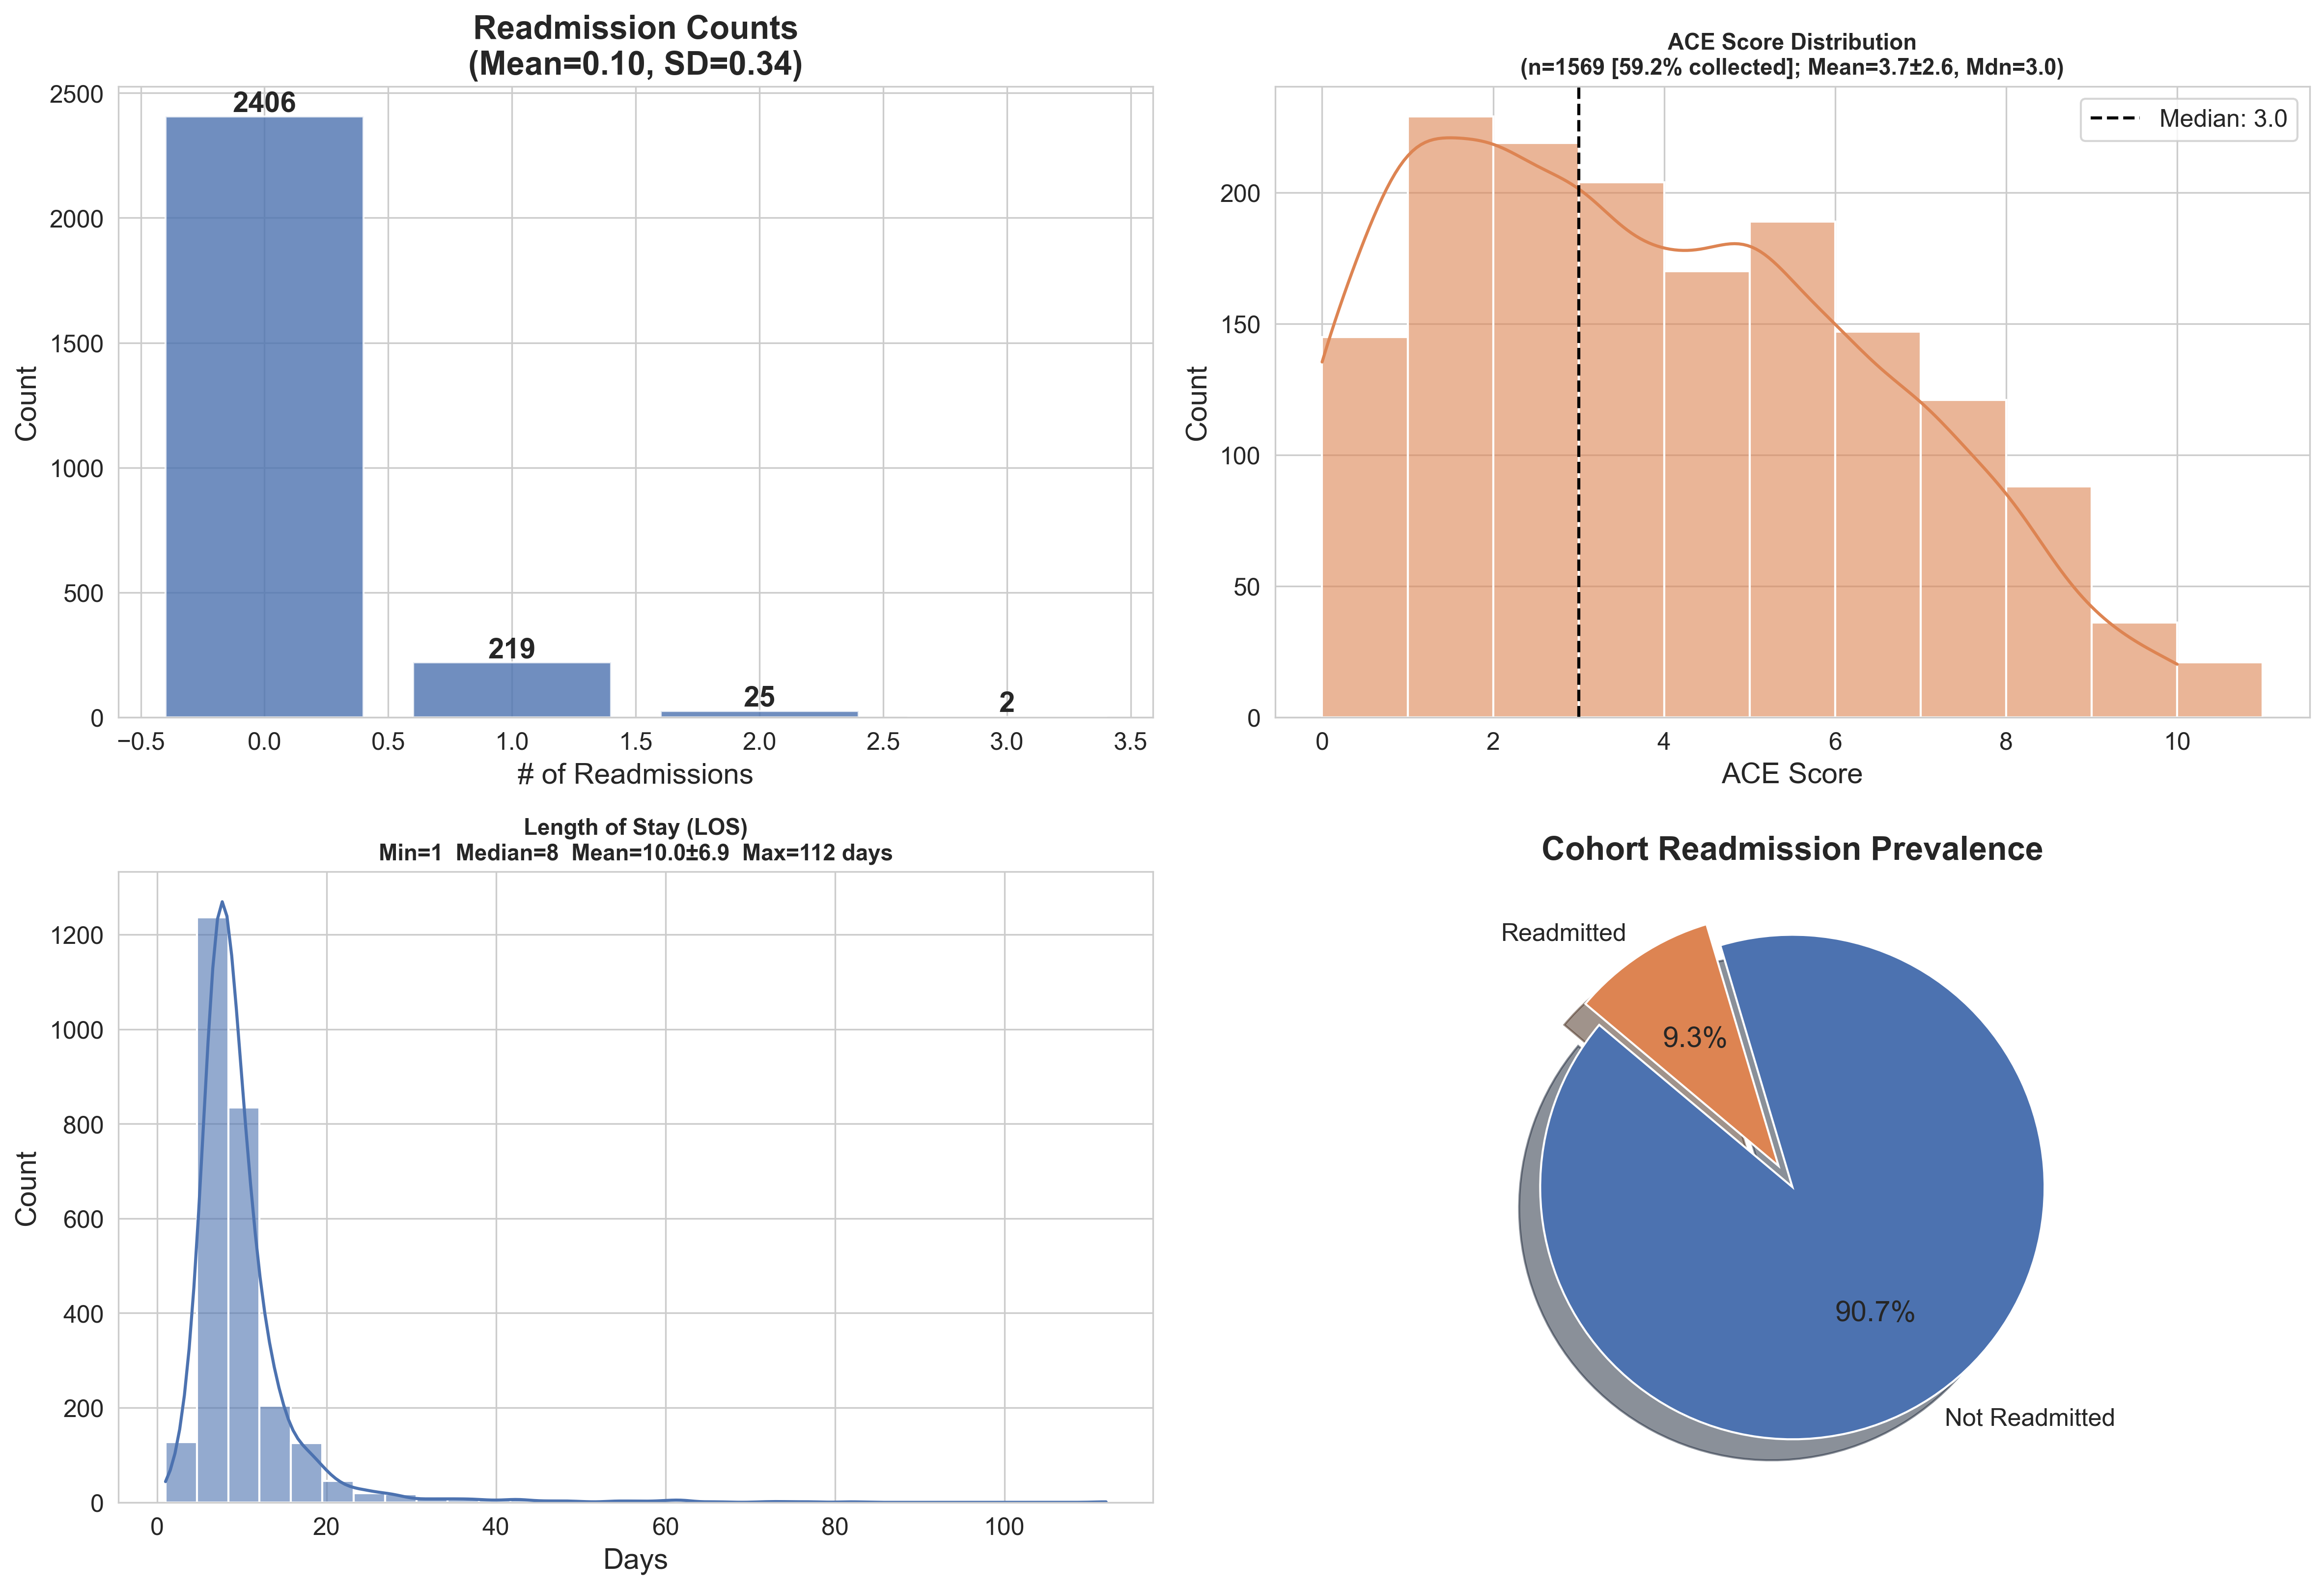 Readmission Counts
(Mean=0.10, SD=0.34)
2500
2000
1500
1000
500
0
Count
2406
219
25
2
−0.5
0.0
0.5
1.0
1.5
2.0
2.5
3.0
3.5
# of Readmissions
ACE Score Distribution
(n=1569 [59.2% collected]; Mean=3.7±2.6, Mdn=3.0)
Median: 3.0
200
150
100
50
0
Count
0
2
4
6
8
10
ACE Score
Length of Stay (LOS)
Min=1  Median=8  Mean=10.0±6.9  Max=112 days
1200
1000
800
600
400
200
0
Count
0
20
40
60
80
100
Days
Cohort Readmission Prevalence
Readmitted
9.3%
90.7%
Not Readmitted